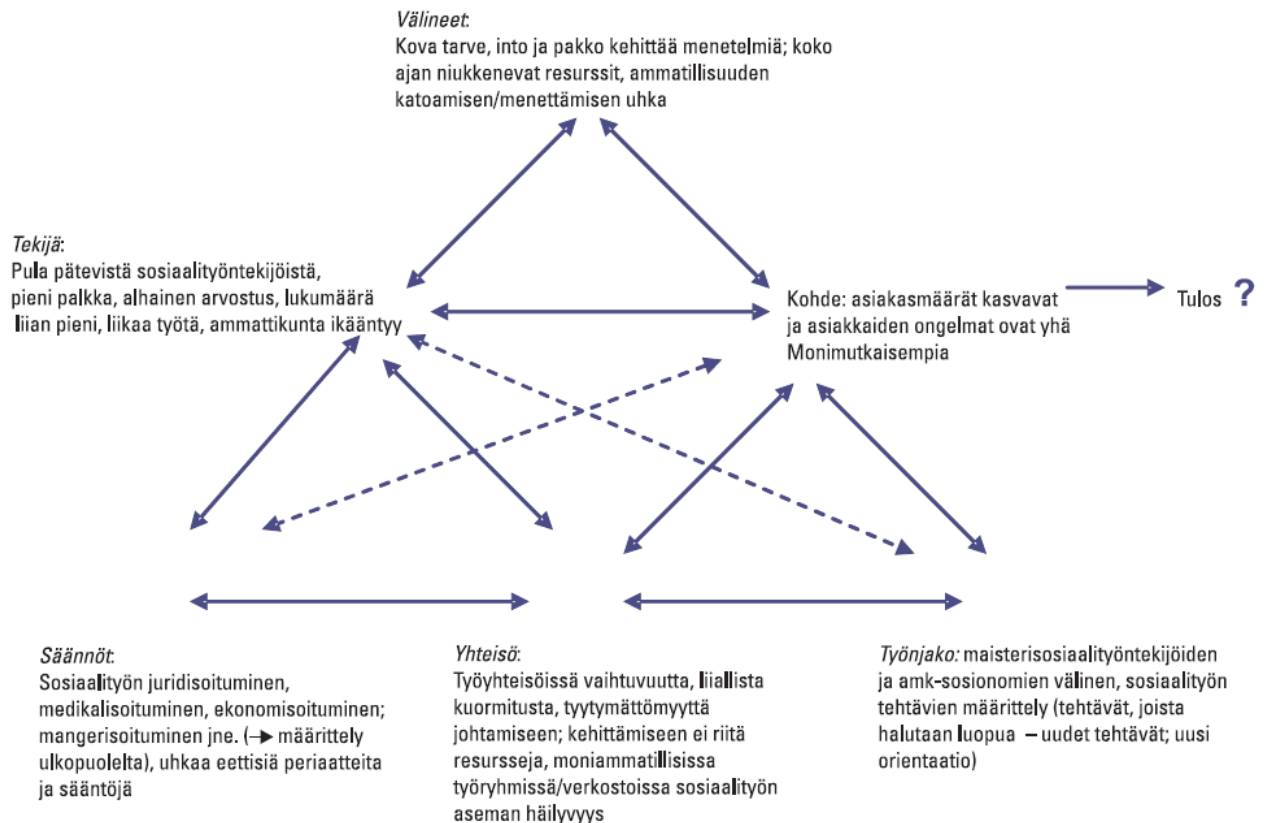 Välineet:
Kova tarve, into ja pakko kehittää menetelmiä; koko
ajan niukkenevat resurssit, ammatillisuuden
katoamisen/menettämisen uhka
Tekijä:
Pula pätevistä sosiaalityöntekijöistä,
pieni palkka, alhainen arvostus, lukumäärä
liian pieni, liikaa työtä, ammattikunta ikääntyy
Kohde: asiakasmäärät kasvavat
ja asiakkaiden ongelmat ovat yhä
Monimutkaisempia
Tulos ?
Säännöt:
Sosiaalityön juridisoituminen,
medikalisoituminen, ekonomisoituminen;
mangerisoituminen jne. (→ määrittely
ulkopuolelta), uhkaa eettisiä periaatteita
ja sääntöjä
Yhteisö:
Työyhteisöissä vaihtuvuutta, liiallista
kuormitusta, tyytymättömyyttä
johtamiseen; kehittämiseen ei riitä
resursseja, moniammatillisissa
työryhmissä/verkostoissa sosiaalityön
aseman häilyvyys
Työnjako: maisterisosiaalityöntekijöiden
ja amk-sosionomien välinen, sosiaalityön
tehtävien määrittely (tehtävät, joista
halutaan luopua – uudet tehtävät; uusi
orientaatio)